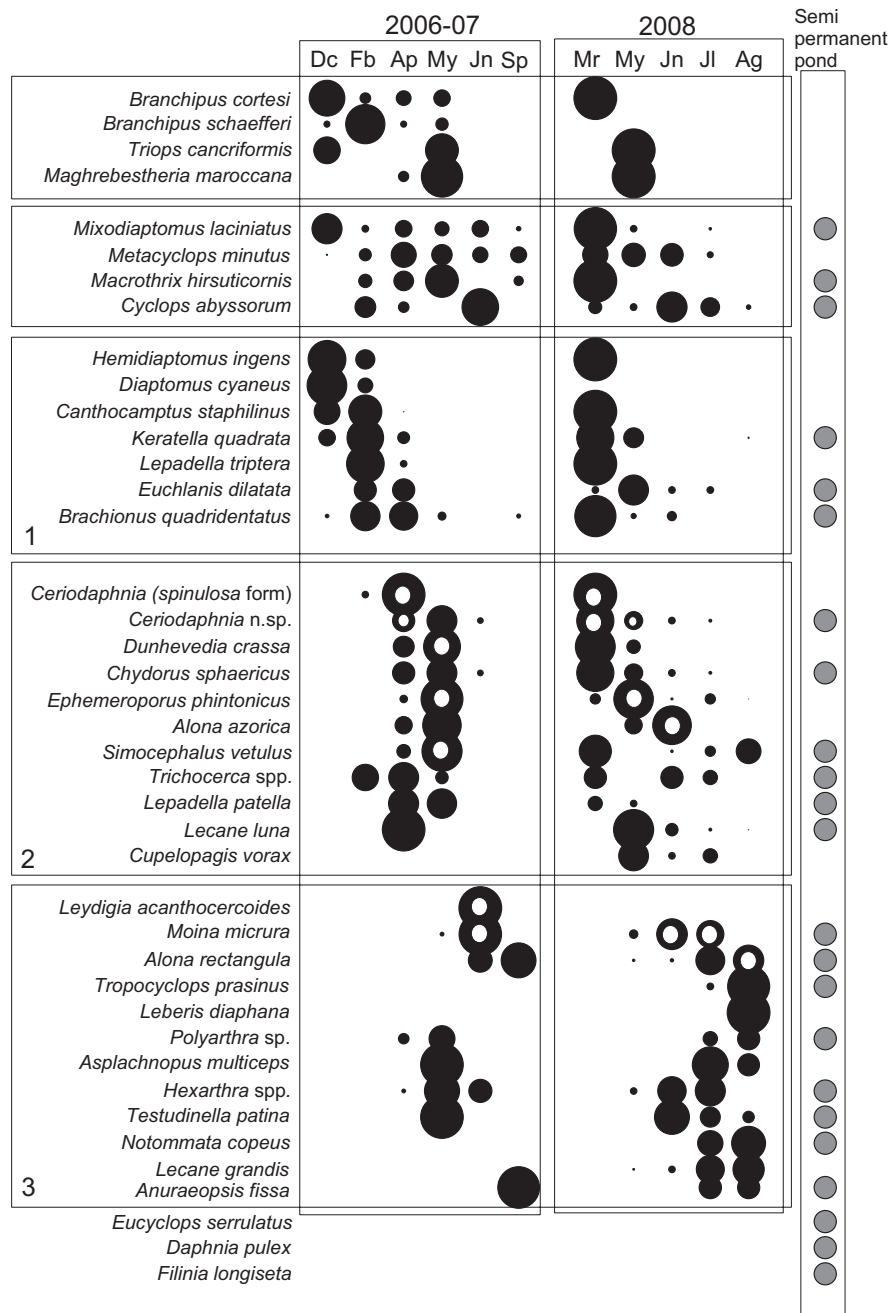 2006-07
2008
Semi
permanent
pond
Dc Fb Ap My Jn Sp
Mr My Jn Jl Ag
Branchipus cortesi
Branchipus schaefferi
Triops cancriformis
Maghrebestheria maroccana
Mixodiaptomus laciniatus
Metacyclops minutus
Macrothrix hirsuticornis
Cyclops abyssorum
Hemidiaptomus ingens
Diaptomus cyaneus
Canthocamptus staphilinus
Keratella quadrata
Lepadella triptera
Euchlanis dilatata
Brachionus quadridentatus
1
Ceriodaphnia (spinulosa form)
Ceriodaphnia n.sp.
Dunhevedia crassa
Chydorus sphaericus
Ephemeroporus phintonicus
Alona azorica
Simocephalus vetulus
Trichocerca spp.
Lepadella patella
Lecane luna
Cupelopagis vorax
2
Leydigia acanthocercoides
Moina micrura
Alona rectangula
Tropocyclops prasinus
Leberis diaphana
Polyarthra sp.
Asplachnopus multiceps
Hexarthra spp.
Testudinella patina
Notommata copeus
Lecane grandis
Anuraeopsis fissa
3
Eucyclops serrulatus
Daphnia pulex
Filinia longiseta